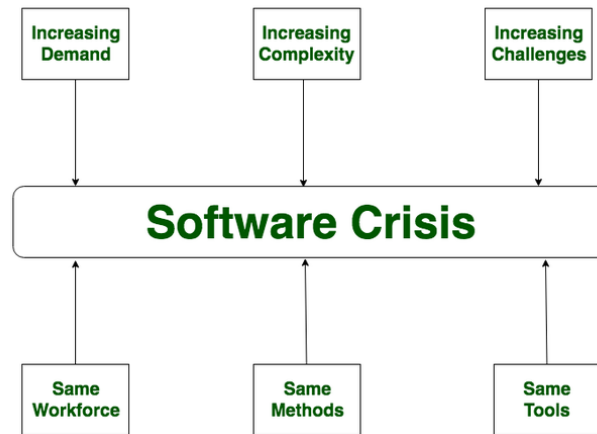 Increasing
Demand
Increasing
Complexity
Increasing
Challenges
Software Crisis
Same
Workforce
Same
Methods
Same
Tools